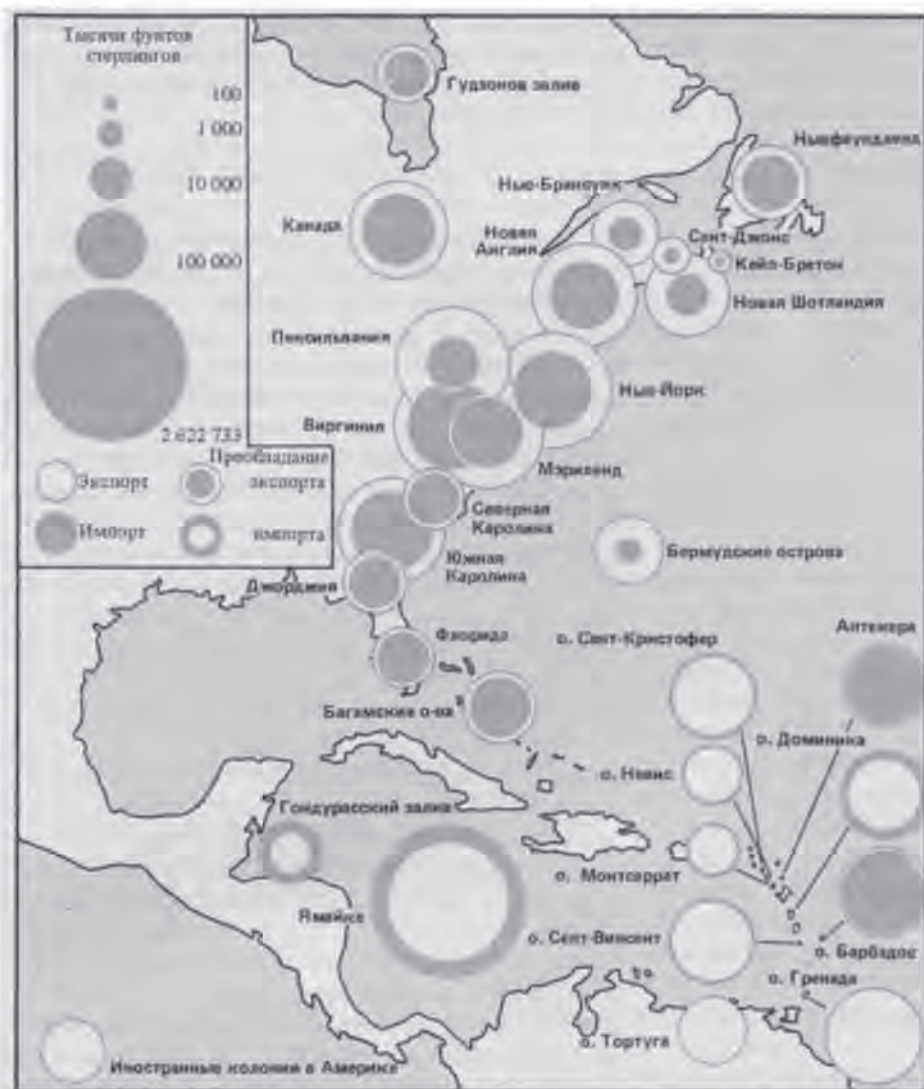 Тысячи фунтов
стерлингов
100
1 000
10 000
100 000
2 622 733
Преобладание
Экспорт
экспорта
Импорт
импорта
Гудзонов залив
Ньюфаундленд
Нью-Брансуик
Канада
Новая
Англия
Сент-Джонс
Кейп-Бретон
Новая Шотландия
Пенсильвания
Нью-Йорк
Виргиния
Мэриленд
Северная
Каролина
Бермудские острова
Южная
Каролина
Джорджия
Флорида
о. Сент-Кристофер
Багамские о-ва
о. Доминика
о. Невис
Гондурасский залив
о. Монтсеррат
Ямайка
о. Сент-Винсент
о. Барбадос
о. Гренада
о. Тортуга
Иностранные колонии в Америке